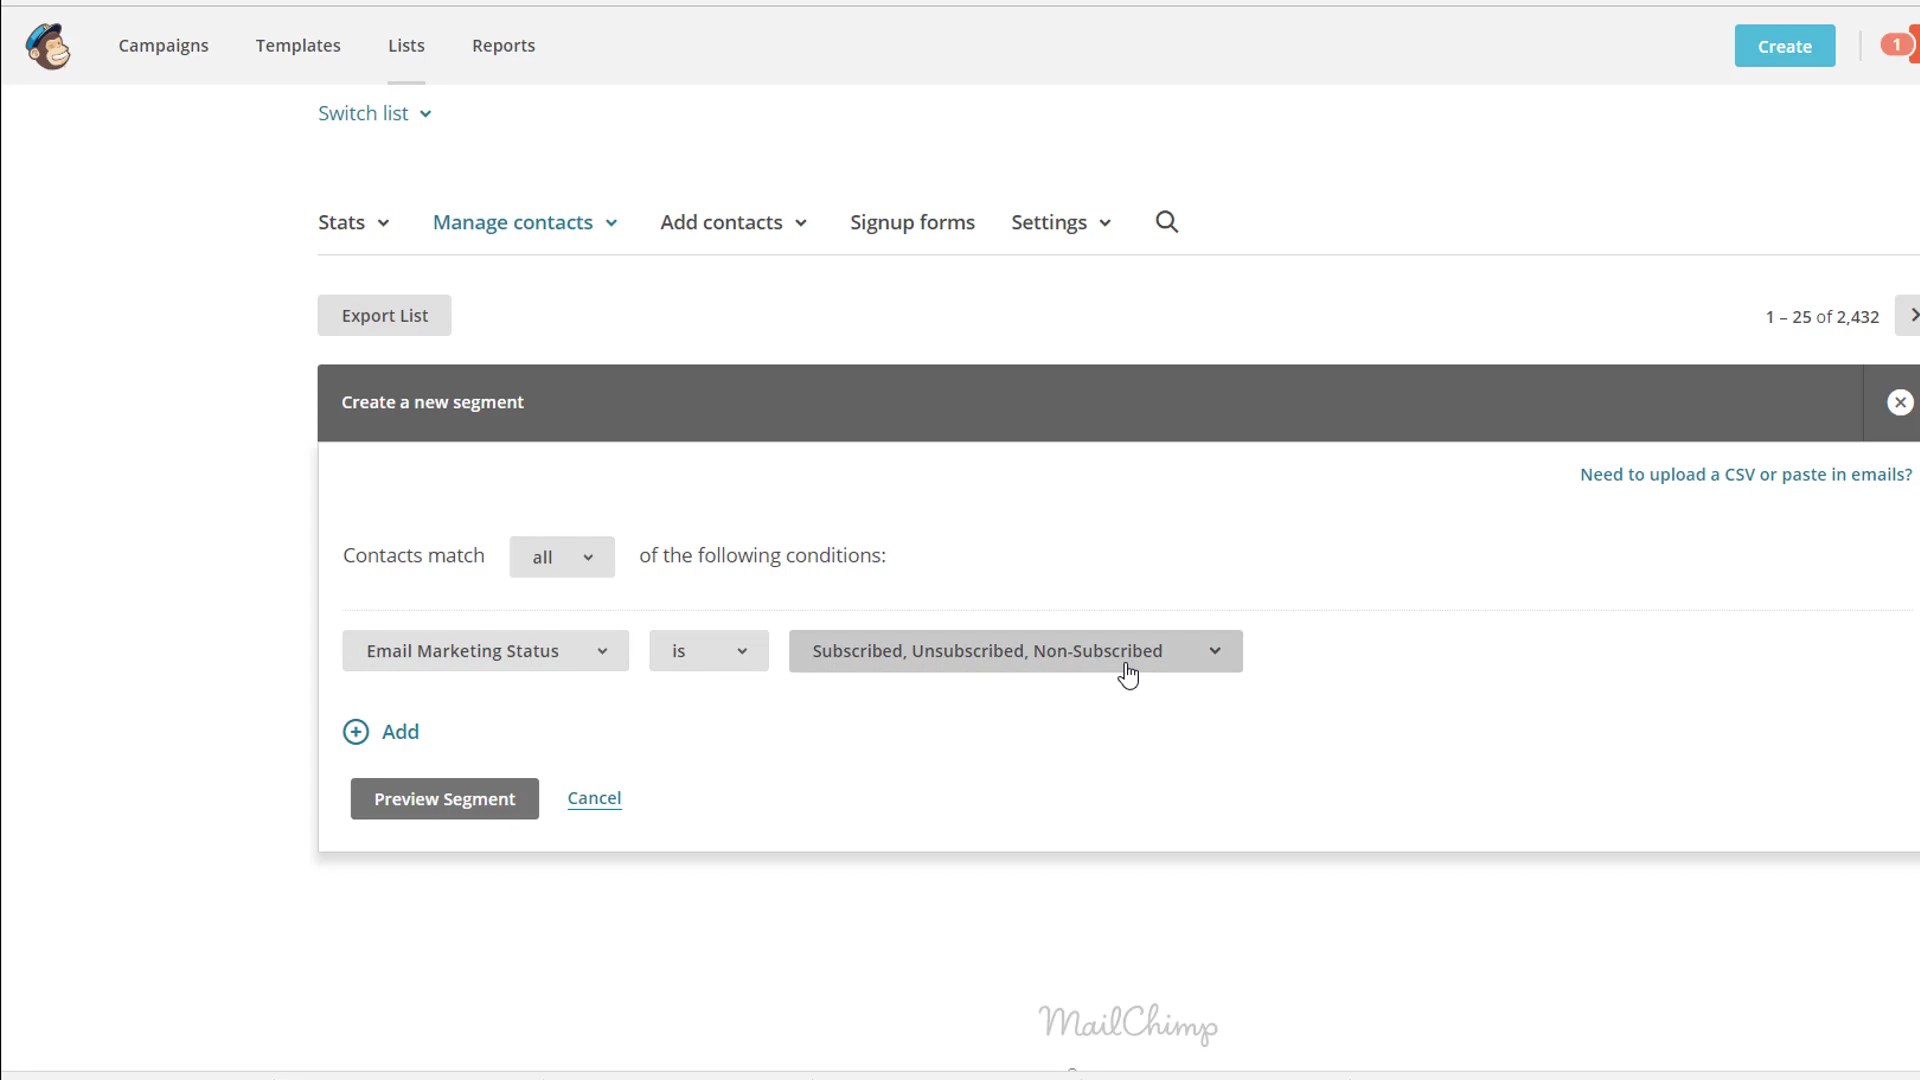 Campaigns Templates Lists Reports Create 1
Switch list
Stats Manage contacts Add contacts Signup forms Settings
Export List 1 – 25 of 2,432
Create a new segment
Need to upload a CSV or paste in emails?
Contacts match all of the following conditions:
Email Marketing Status is Subscribed, Unsubscribed, Non-Subscribed
Add
Preview Segment Cancel
MailChimp